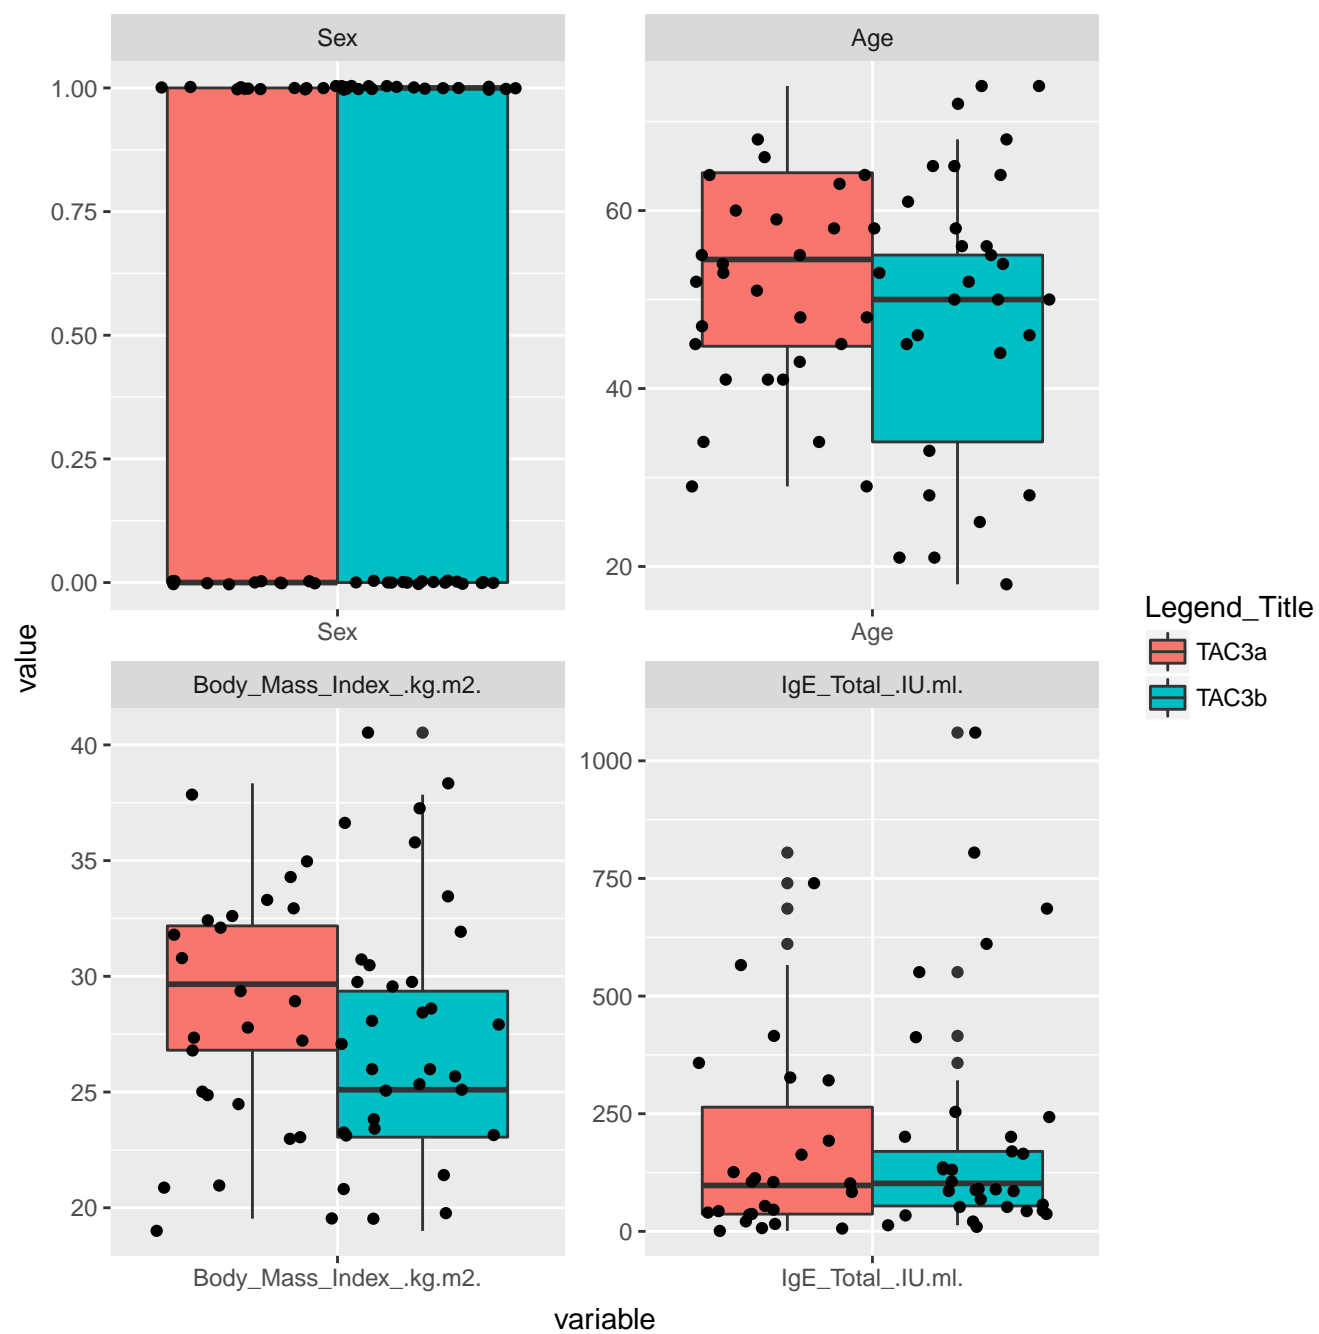 Sex
Age
1.00
0.75
0.50
0.25
0.00
60
40
20
Sex
Age
value
Legend_Title
TAC3a
TAC3b
Body_Mass_Index_.kg.m2.
IgE_Total_.IU.ml.
40
35
30
25
20
1000
750
500
250
0
Body_Mass_Index_.kg.m2.
IgE_Total_.IU.ml.
variable